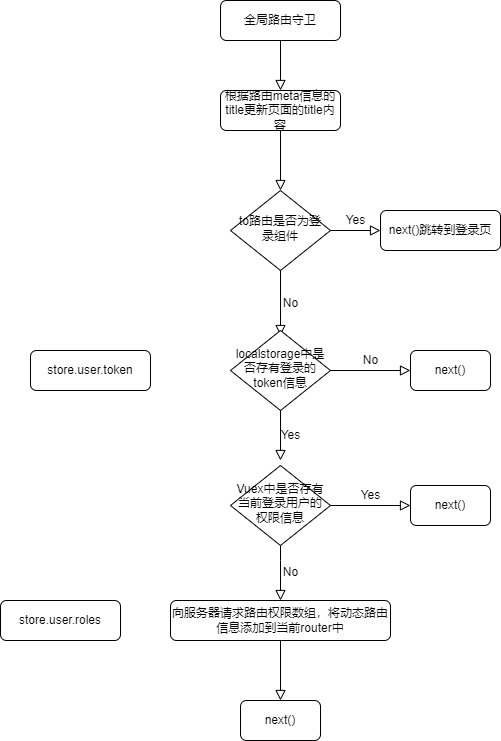 全局路由守卫
根据路由meta信息的
title更新页面的title内
容
to路由是否为登
录组件
Yes
next()跳转到登录页
No
localstorage中是
否存有登录的
token信息
No
next()
store.user.token
Yes
Vuex中是否存有
当前登录用户的
权限信息
Yes
next()
No
向服务器请求路由权限数组，将动态路由
信息添加到当前router中
store.user.roles
next()